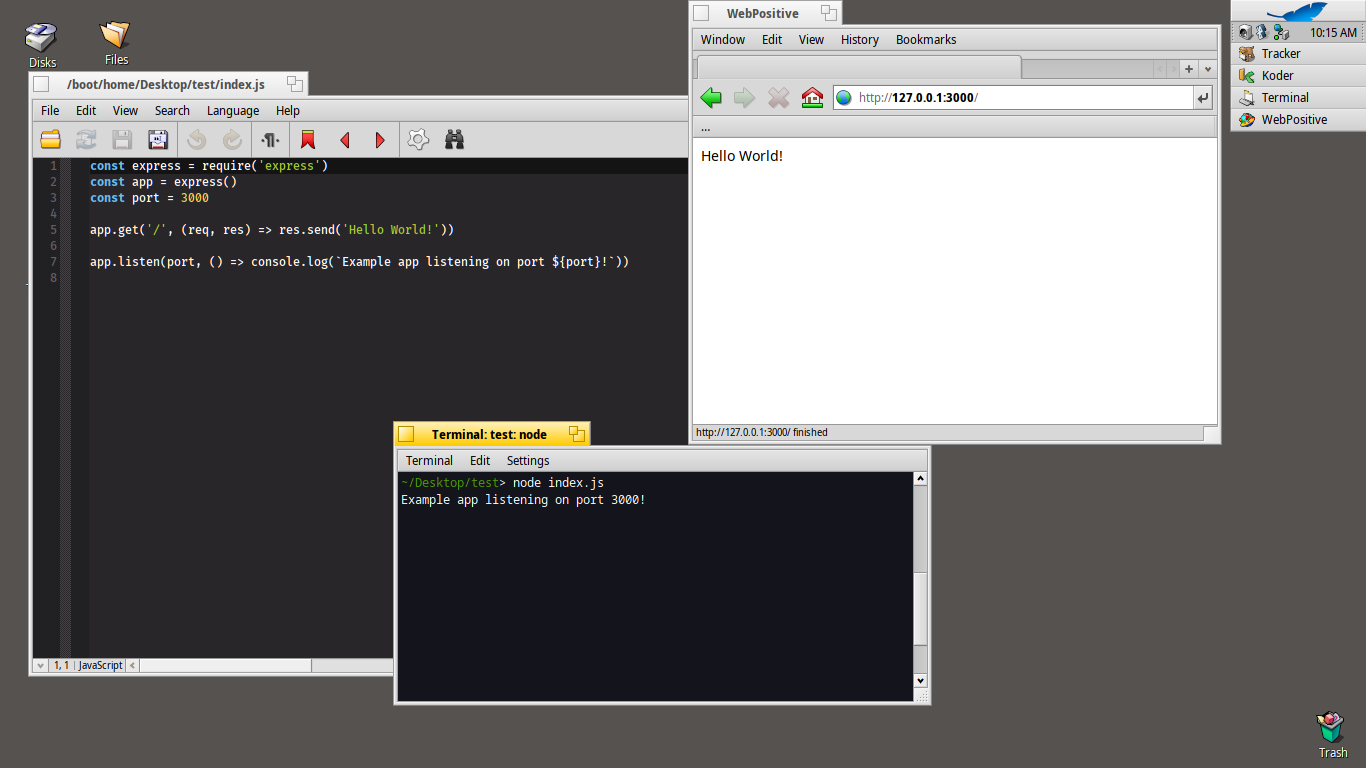 Disks
Files
/boot/home/Desktop/test/index.js
File Edit View Search Language Help
1 const express = require('express')
2 const app = express()
3 const port = 3000
4
5 app.get('/', (req, res) => res.send('Hello World!'))
6
7 app.listen(port, () => console.log(`Example app listening on port ${port}!`))
8
1, 1 JavaScript
WebPositive
Window Edit View History Bookmarks
http://127.0.0.1:3000/
...
Hello World!
http://127.0.0.1:3000/ finished
Terminal: test: node
Terminal Edit Settings
~/Desktop/test> node index.js
Example app listening on port 3000!
10:15 AM
Tracker
Koder
Terminal
WebPositive
Trash